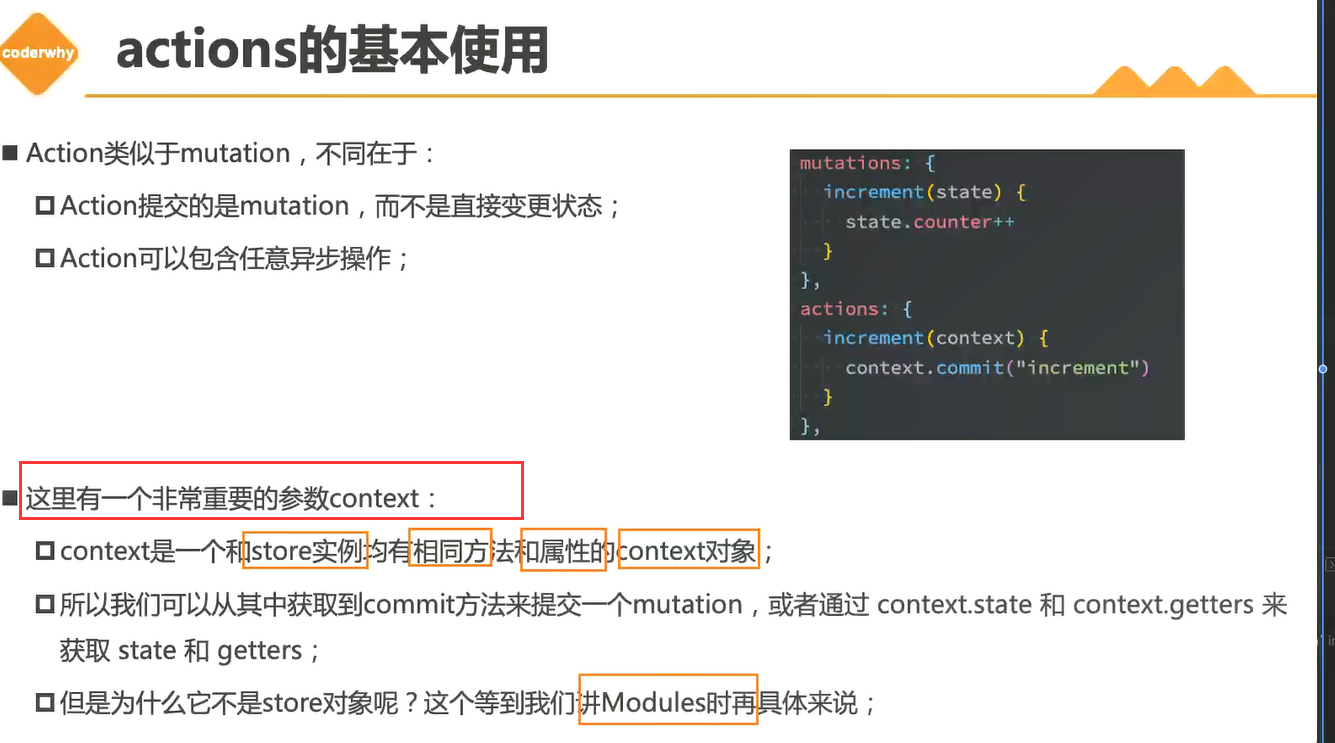 coderwhy
actions的基本使用
Action类似于mutation，不同在于：
Action提交的是mutation，而不是直接变更状态；
Action可以包含任意异步操作；
mutations: {
increment(state) {
state.counter++
}
},
actions: {
increment(context) {
context.commit("increment")
}
},
这里有一个非常重要的参数context：
context是一个和store实例均有相同方法和属性的context对象；
所以我们可以从其中获取到commit方法来提交一个mutation，或者通过 context.state 和 context.getters 来
获取 state 和 getters；
但是为什么它不是store对象呢？这个等到我们讲Modules时再具体来说；